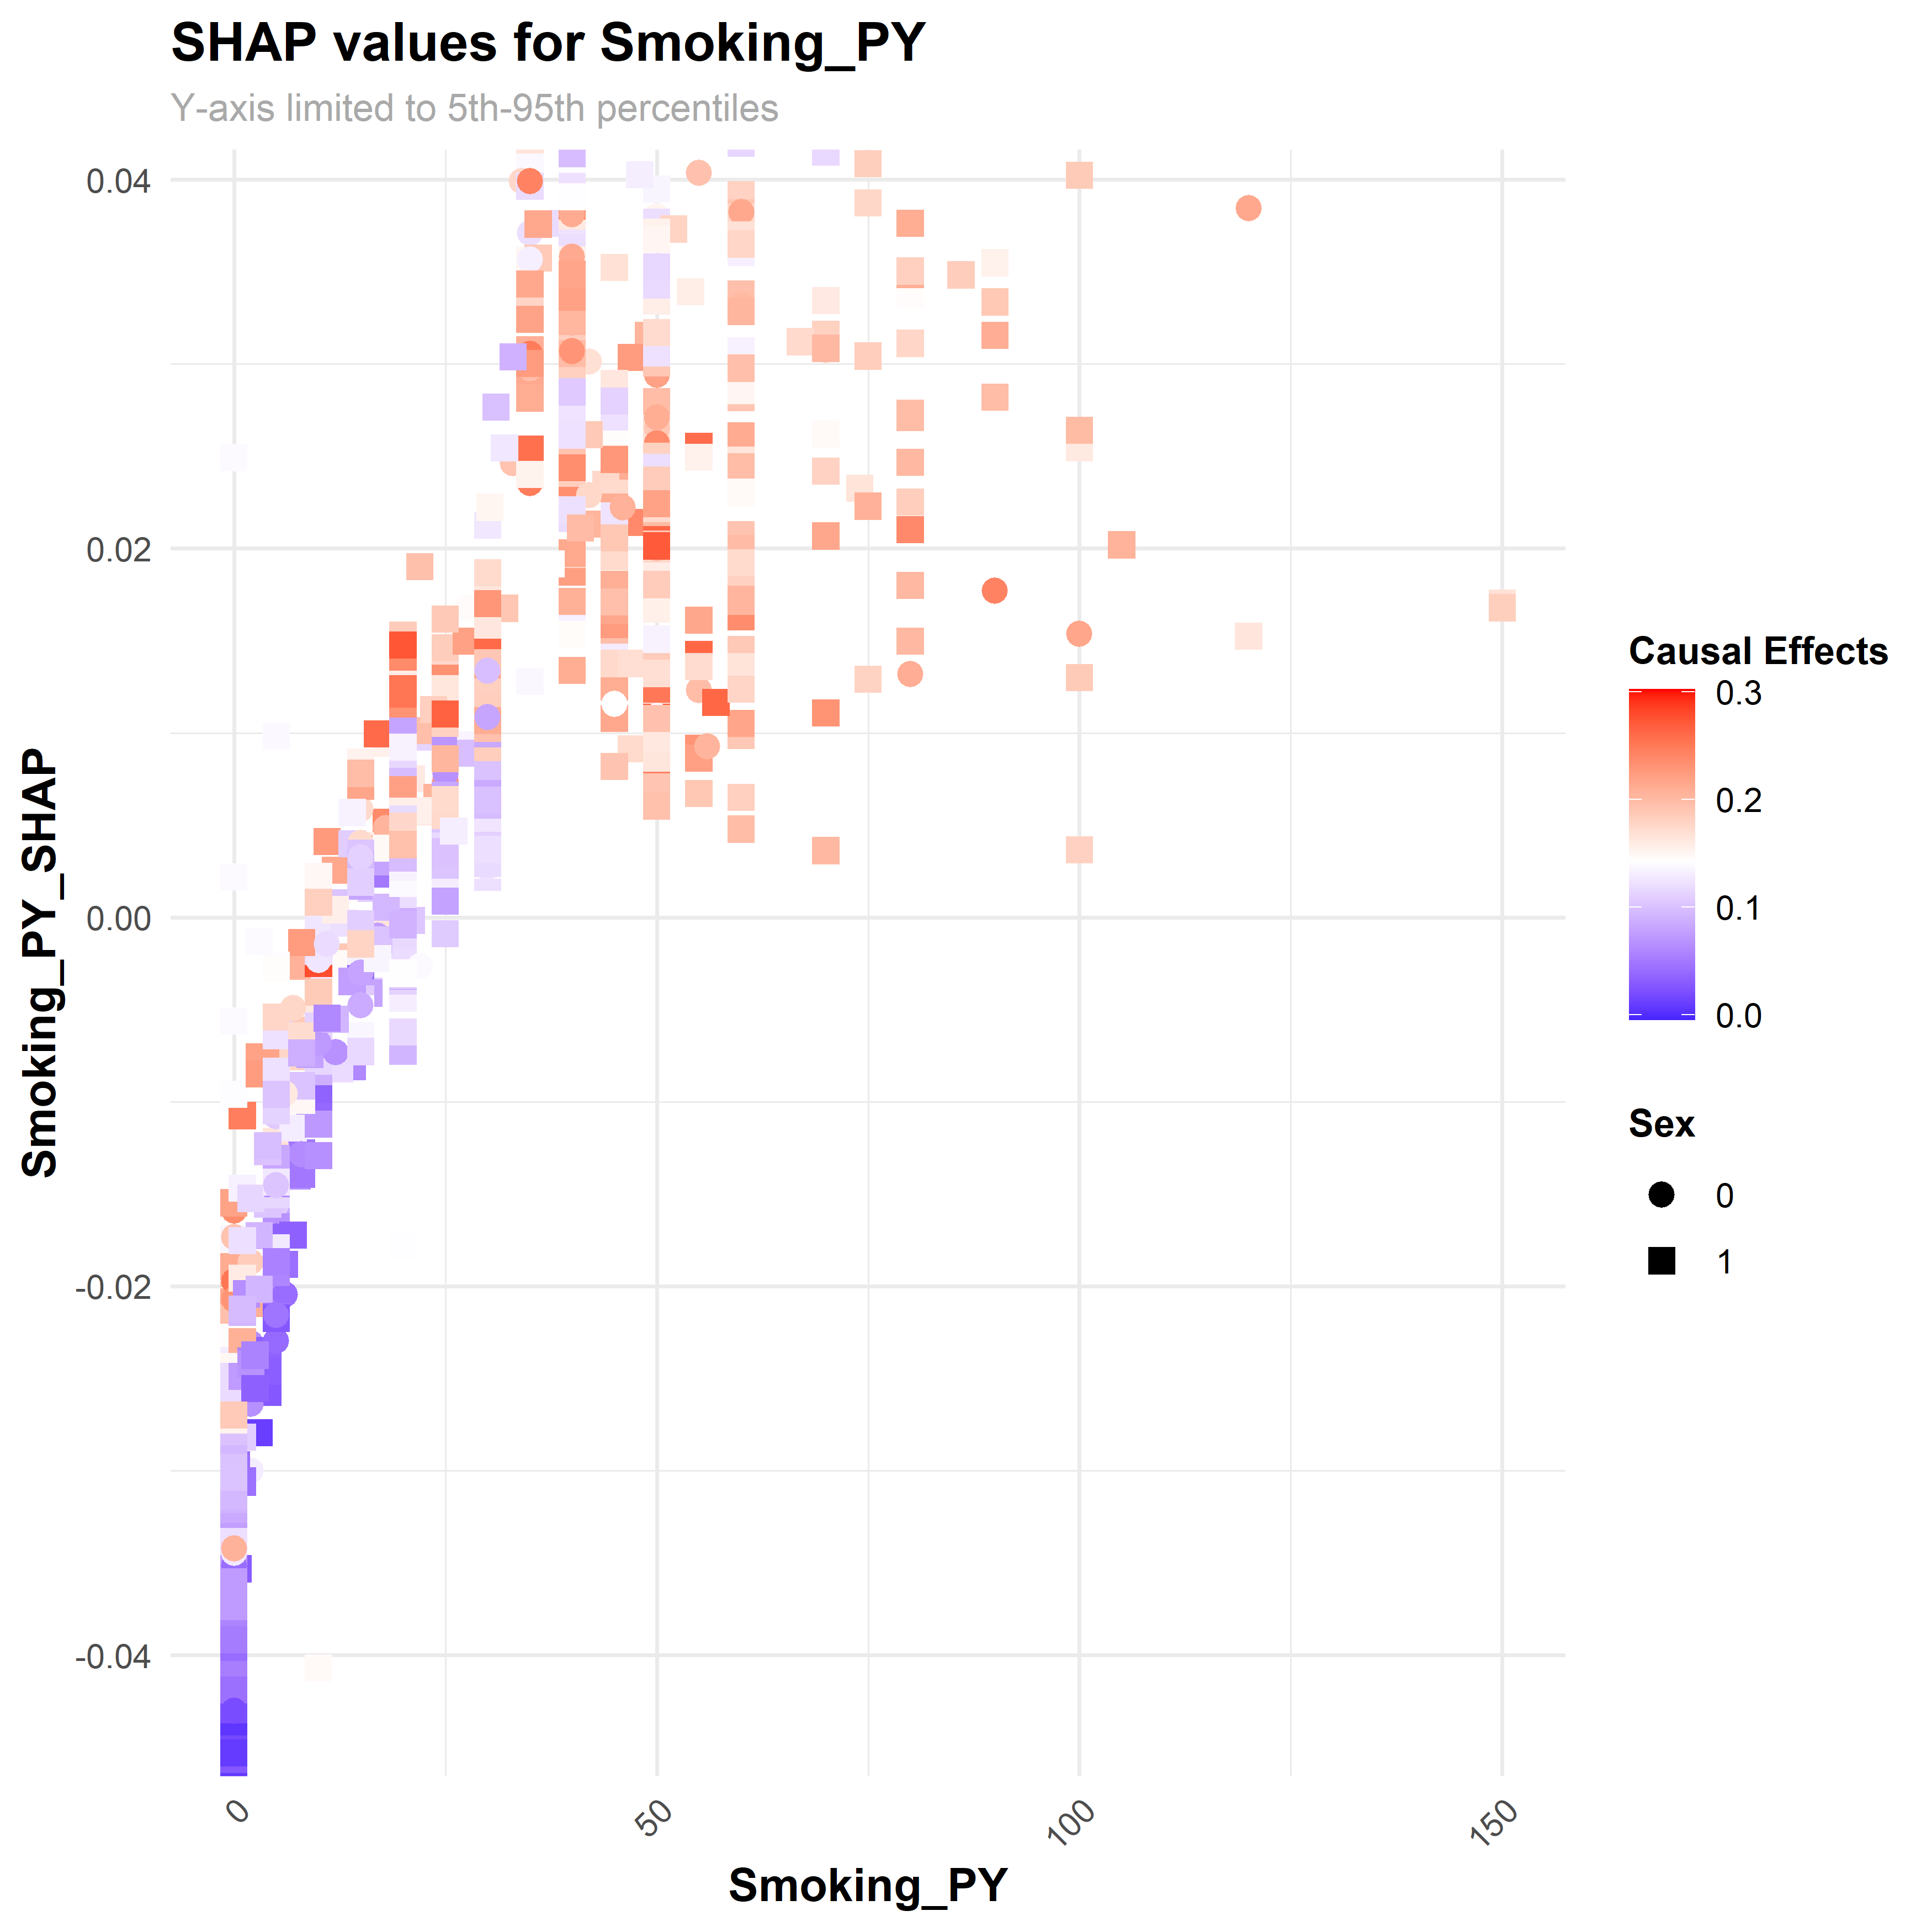 SHAP values for Smoking_PY
Y-axis limited to 5th-95th percentiles
Smoking_PY_SHAP
0.04
0.02
0.00
-0.02
-0.04
0
50
100
150
Smoking_PY
Causal Effects
0.3
0.2
0.1
0.0
Sex
0
1